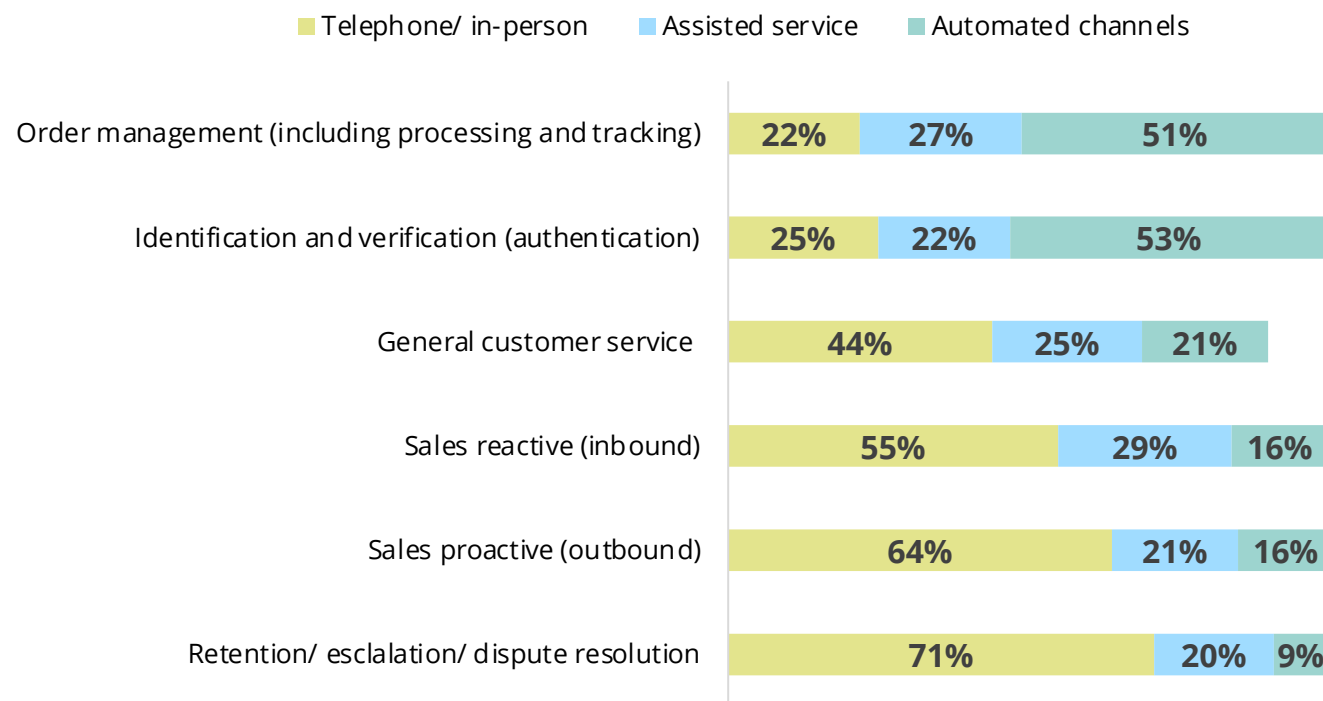 Telephone/ in-person Assisted service Automated channels
Order management (including processing and tracking) 22% 27% 51%
Identification and verification (authentication) 25% 22% 53%
General customer service 44% 25% 21%
Sales reactive (inbound) 55% 29% 16%
Sales proactive (outbound) 64% 21% 16%
Retention/ esclalation/ dispute resolution 71% 20% 9%